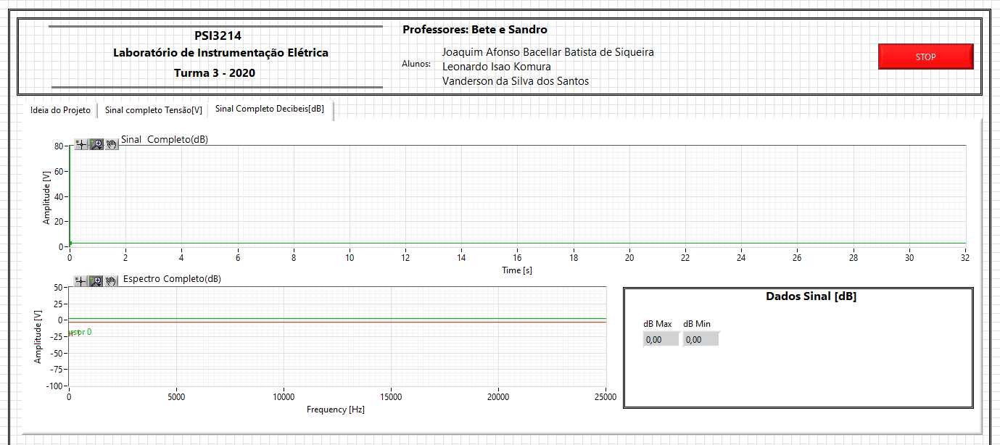 PSI3214
Laboratório de Instrumentação Elétrica
Turma 3 - 2020
Professores: Bete e Sandro
Alunos:
Joaquim Afonso Bacellar Batista de Siqueira
Leonardo Isao Komura
Vanderson da Silva dos Santos
STOP
Ideia do Projeto
Sinal completo Tensão[V]
Sinal Completo Decibeis[dB]
Sinal Completo(dB)
Amplitude [V]
80
60
40
20
0
0 2 4 6 8 10 12 14 16 18 20 22 24 26 28 30 32
Time [s]
Espectro Completo(dB)
Amplitude [V]
50
25
0
-25
-50
-75
-100
0 5000 10000 15000 20000 25000
Frequency [Hz]
Dados Sinal [dB]
dB Max dB Min
0,00 0,00